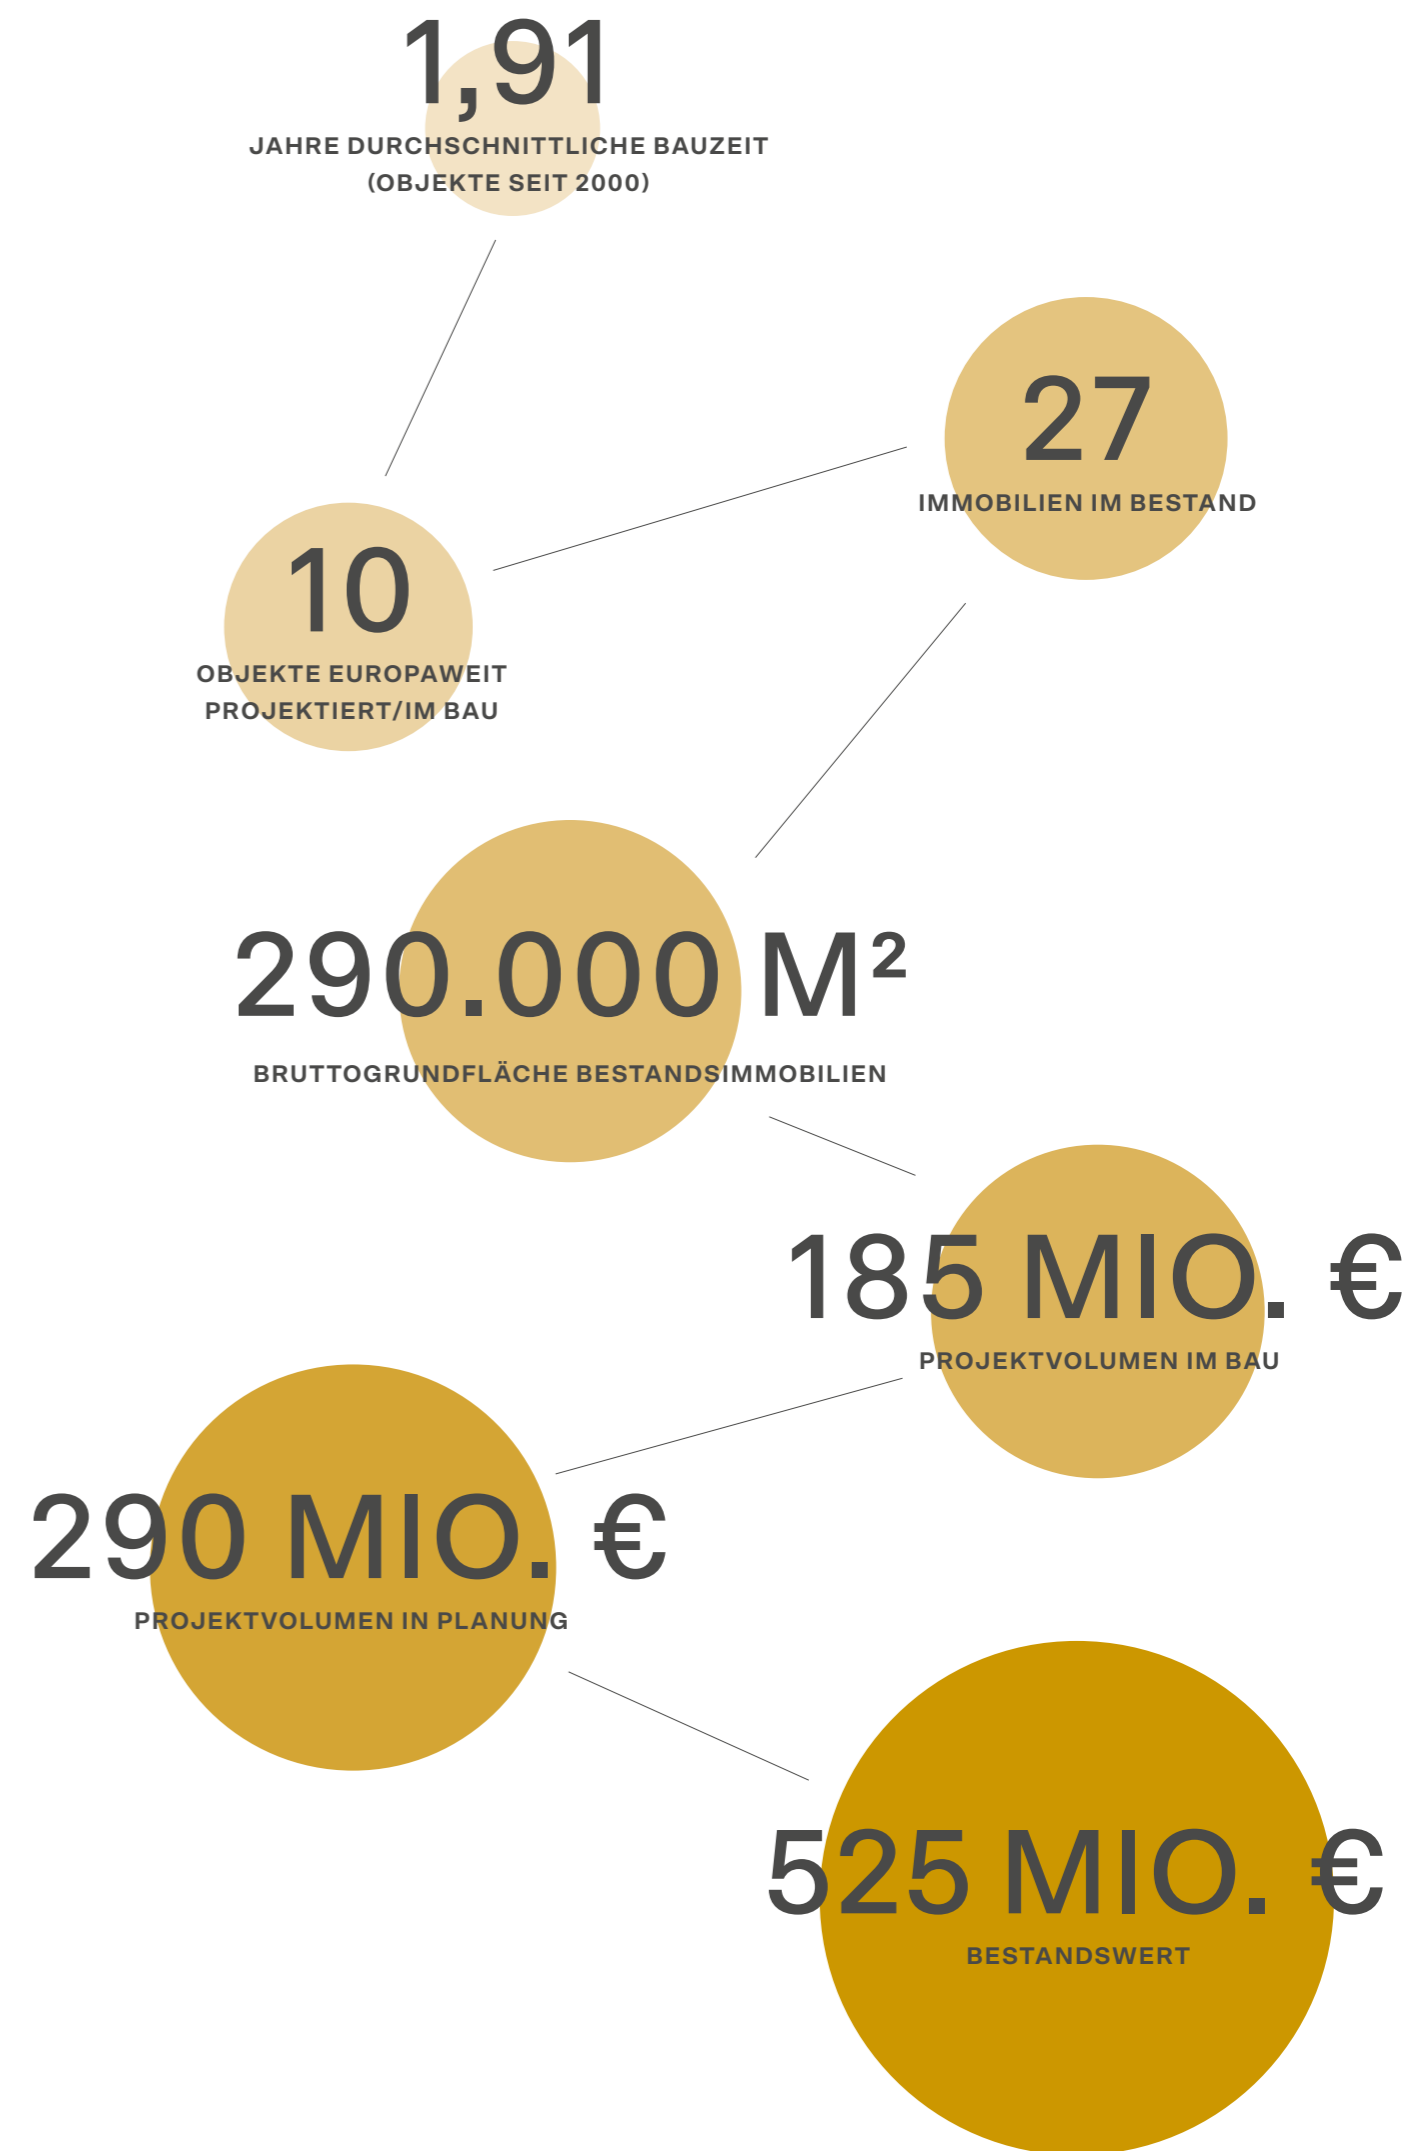 1,91
JAHRE DURCHSCHNITTLICHE BAUZEIT
(OBJEKTE SEIT 2000)
27
IMMOBILIEN IM BESTAND
10
OBJEKTE EUROPAWEIT
PROJEKTIERT/IM BAU
290.000 M²
BRUTTOGRUNDFLÄCHE BESTANDSIMMOBILIEN
185 MIO. €
PROJEKTVOLUMEN IM BAU
290 MIO. €
PROJEKTVOLUMEN IN PLANUNG
525 MIO. €
BESTANDSWERT